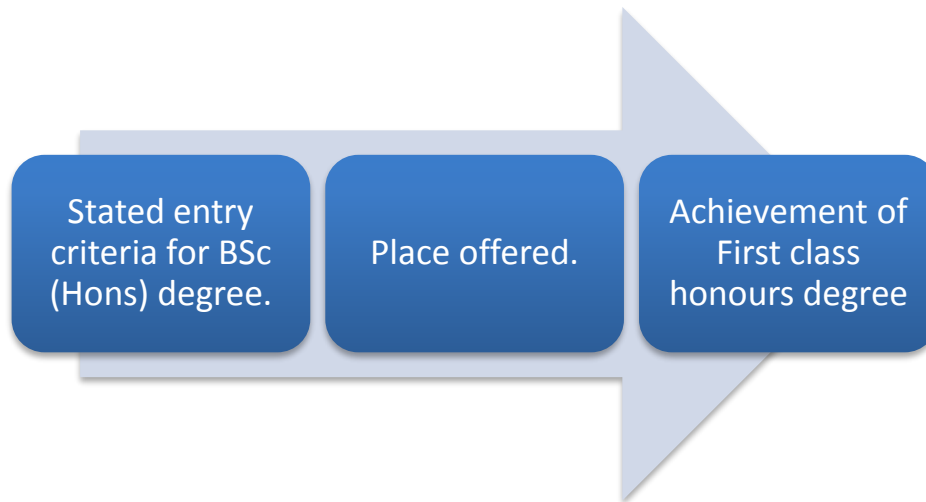 Stated entry
criteria for BSc
(Hons) degree.
Place offered.
Achievement of
First class
honours degree